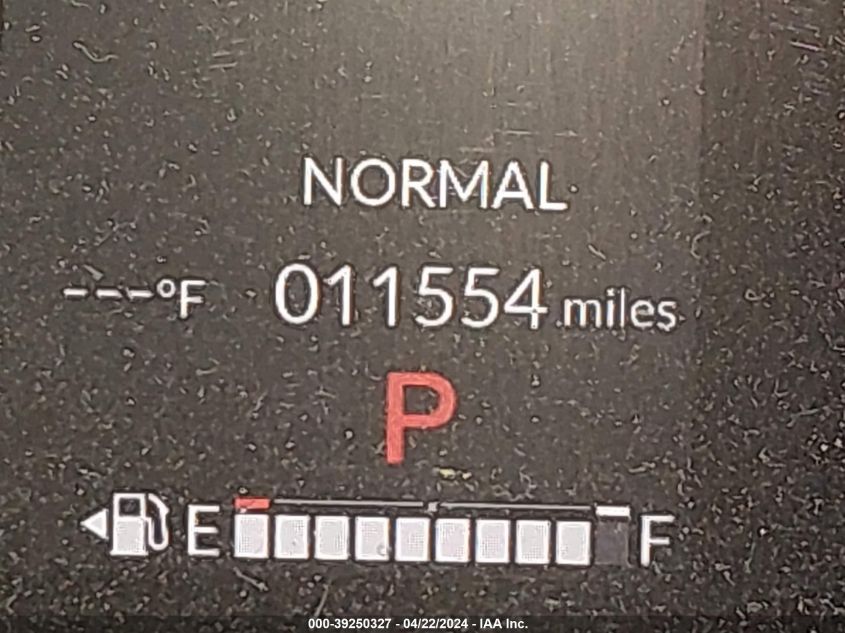 NORMAL
---°F 011554 miles
P
E F
000-39250327 - 04/22/2024 - IAA Inc.